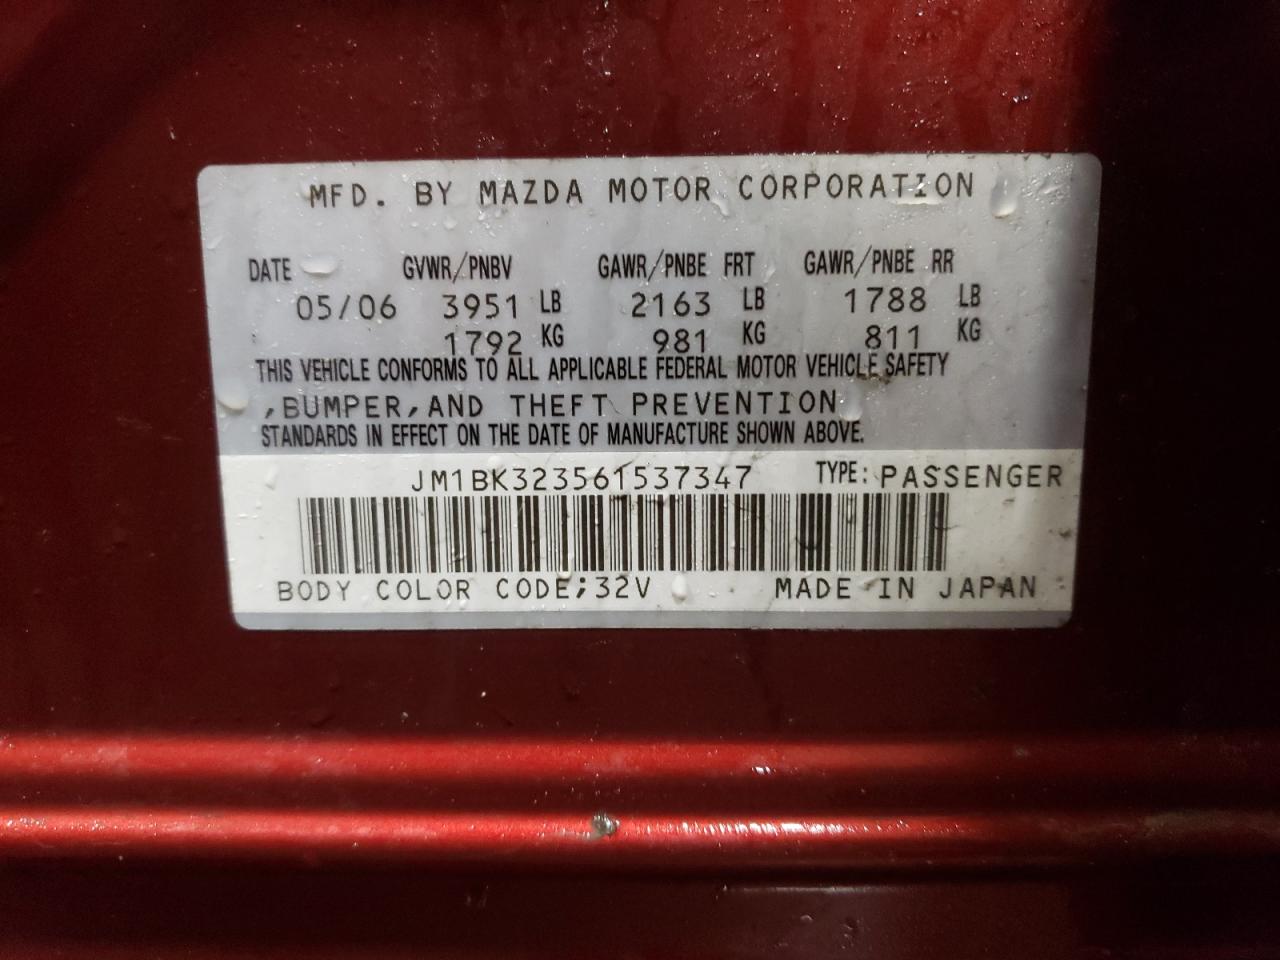 MFD. BY MAZDA MOTOR CORPORATION
DATE GVWR/PNBV GAWR/PNBE FRT GAWR/PNBE RR
05/06 3951 LB 2163 LB 1788 LB
1792 KG 981 KG 811 KG
THIS VEHICLE CONFORMS TO ALL APPLICABLE FEDERAL MOTOR VEHICLE SAFETY
,BUMPER,AND THEFT PREVENTION
STANDARDS IN EFFECT ON THE DATE OF MANUFACTURE SHOWN ABOVE.
JM1BK323561537347 TYPE: PASSENGER
BODY COLOR CODE;32V MADE IN JAPAN